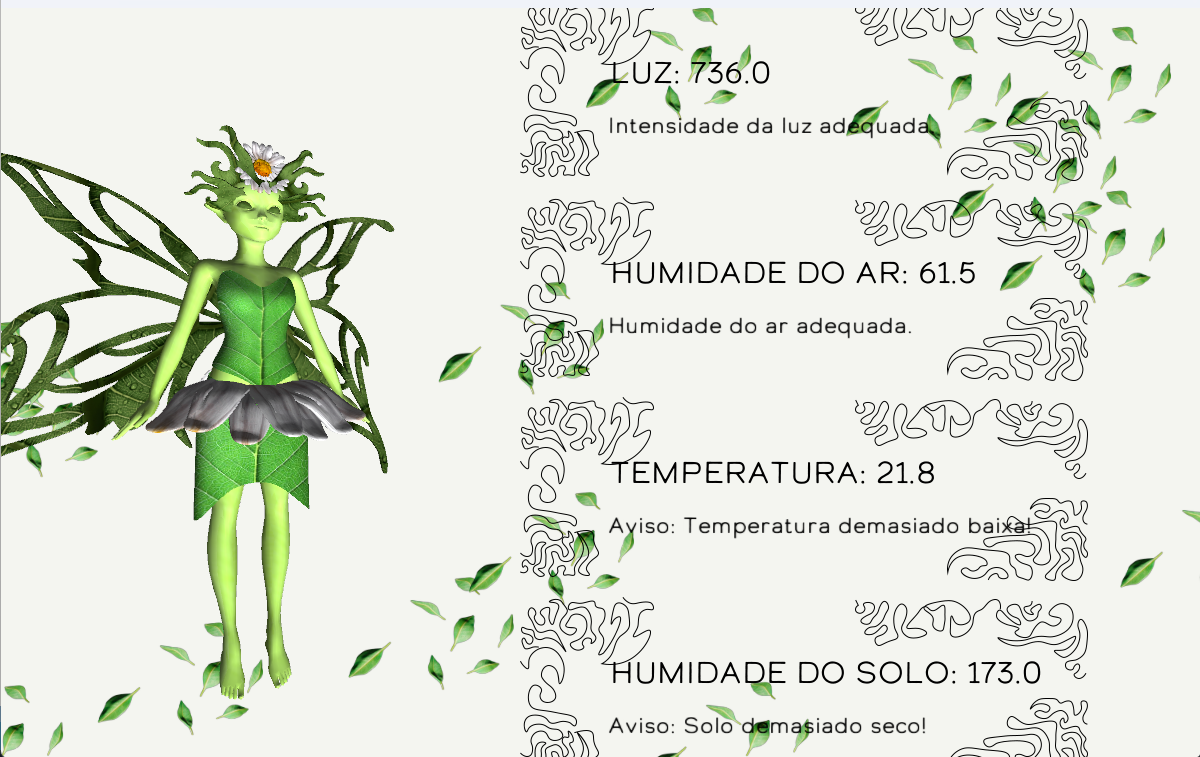 LUZ: 736.0
Intensidade da luz adequada.
HUMIDADE DO AR: 61.5
Humidade do ar adequada.
TEMPERATURA: 21.8
Aviso: Temperatura demasiado baixa!
HUMIDADE DO SOLO: 173.0
Aviso: Solo demasiado seco!